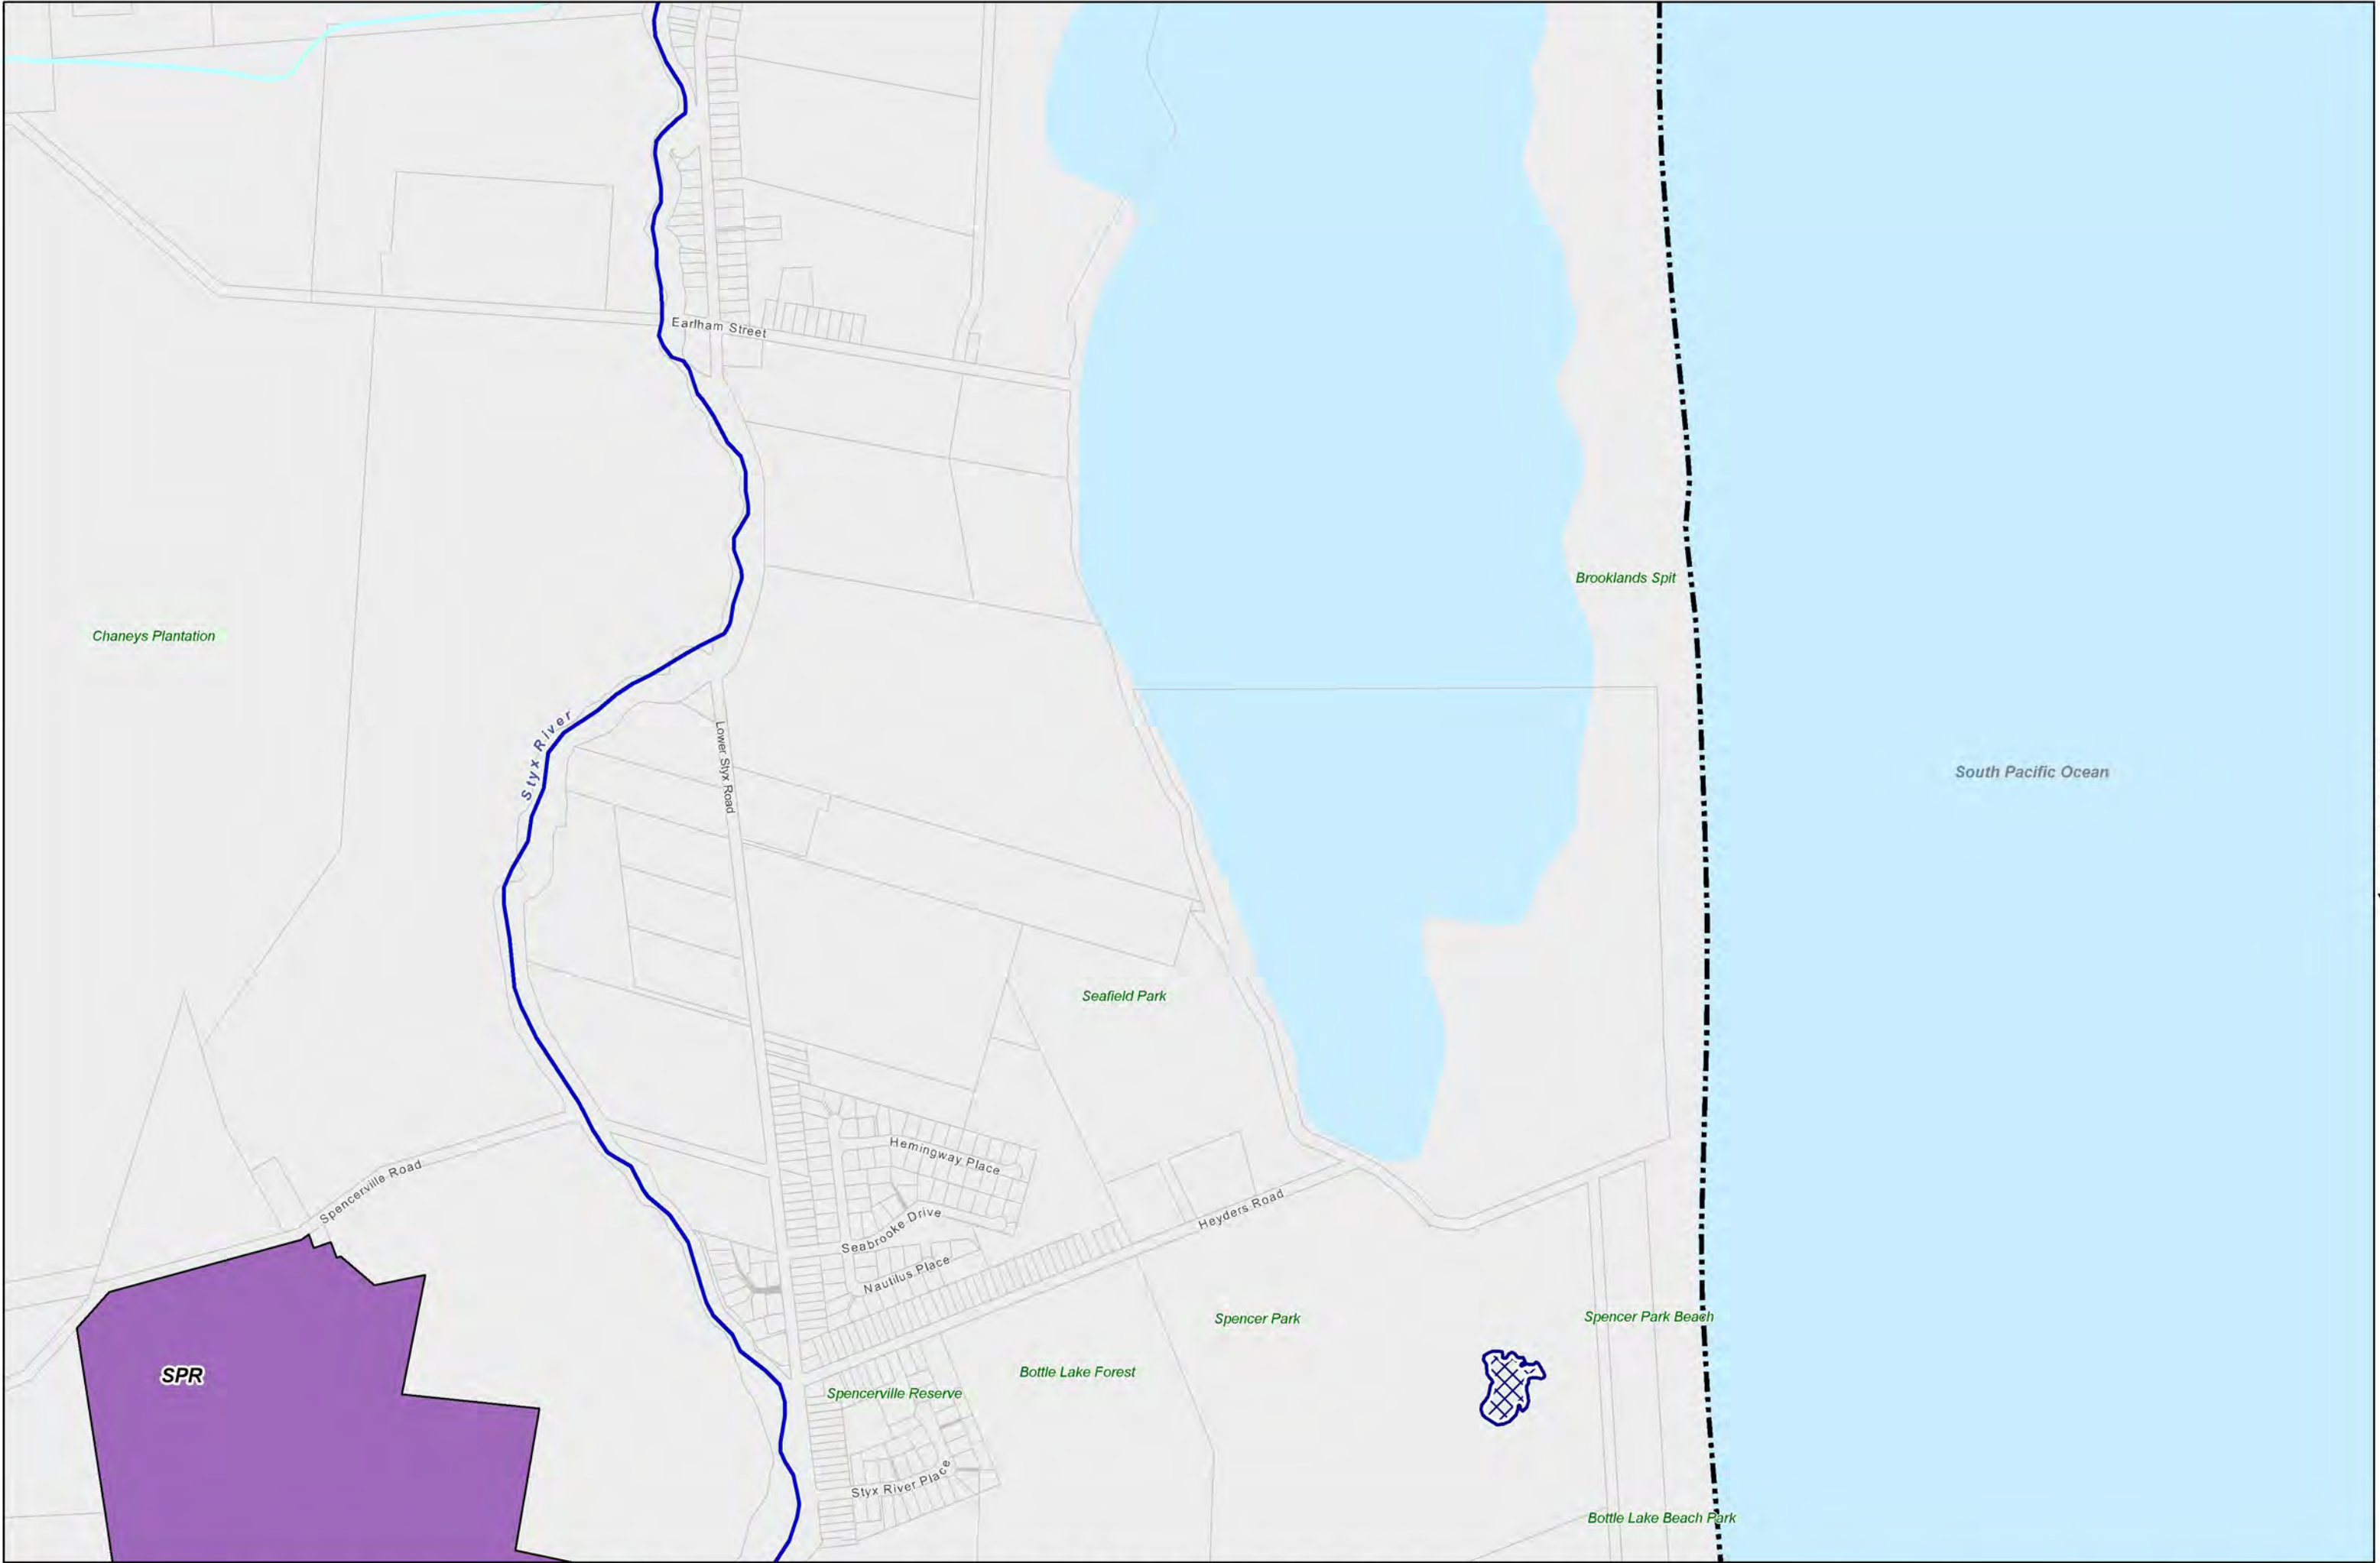 Earlham Street
Brooklands Spit
Chaneys Plantation
Styx River
Lower Styx Road
South Pacific Ocean
Seafield Park
Hemingway Place
Spencerville Road
Heyders Road
Seabrooke Drive
Nautilus Place
Spencer Park
Spencer Park Beach
SPR
Bottle Lake Forest
Spencerville Reserve
Styx River Place
Bottle Lake Beach Park